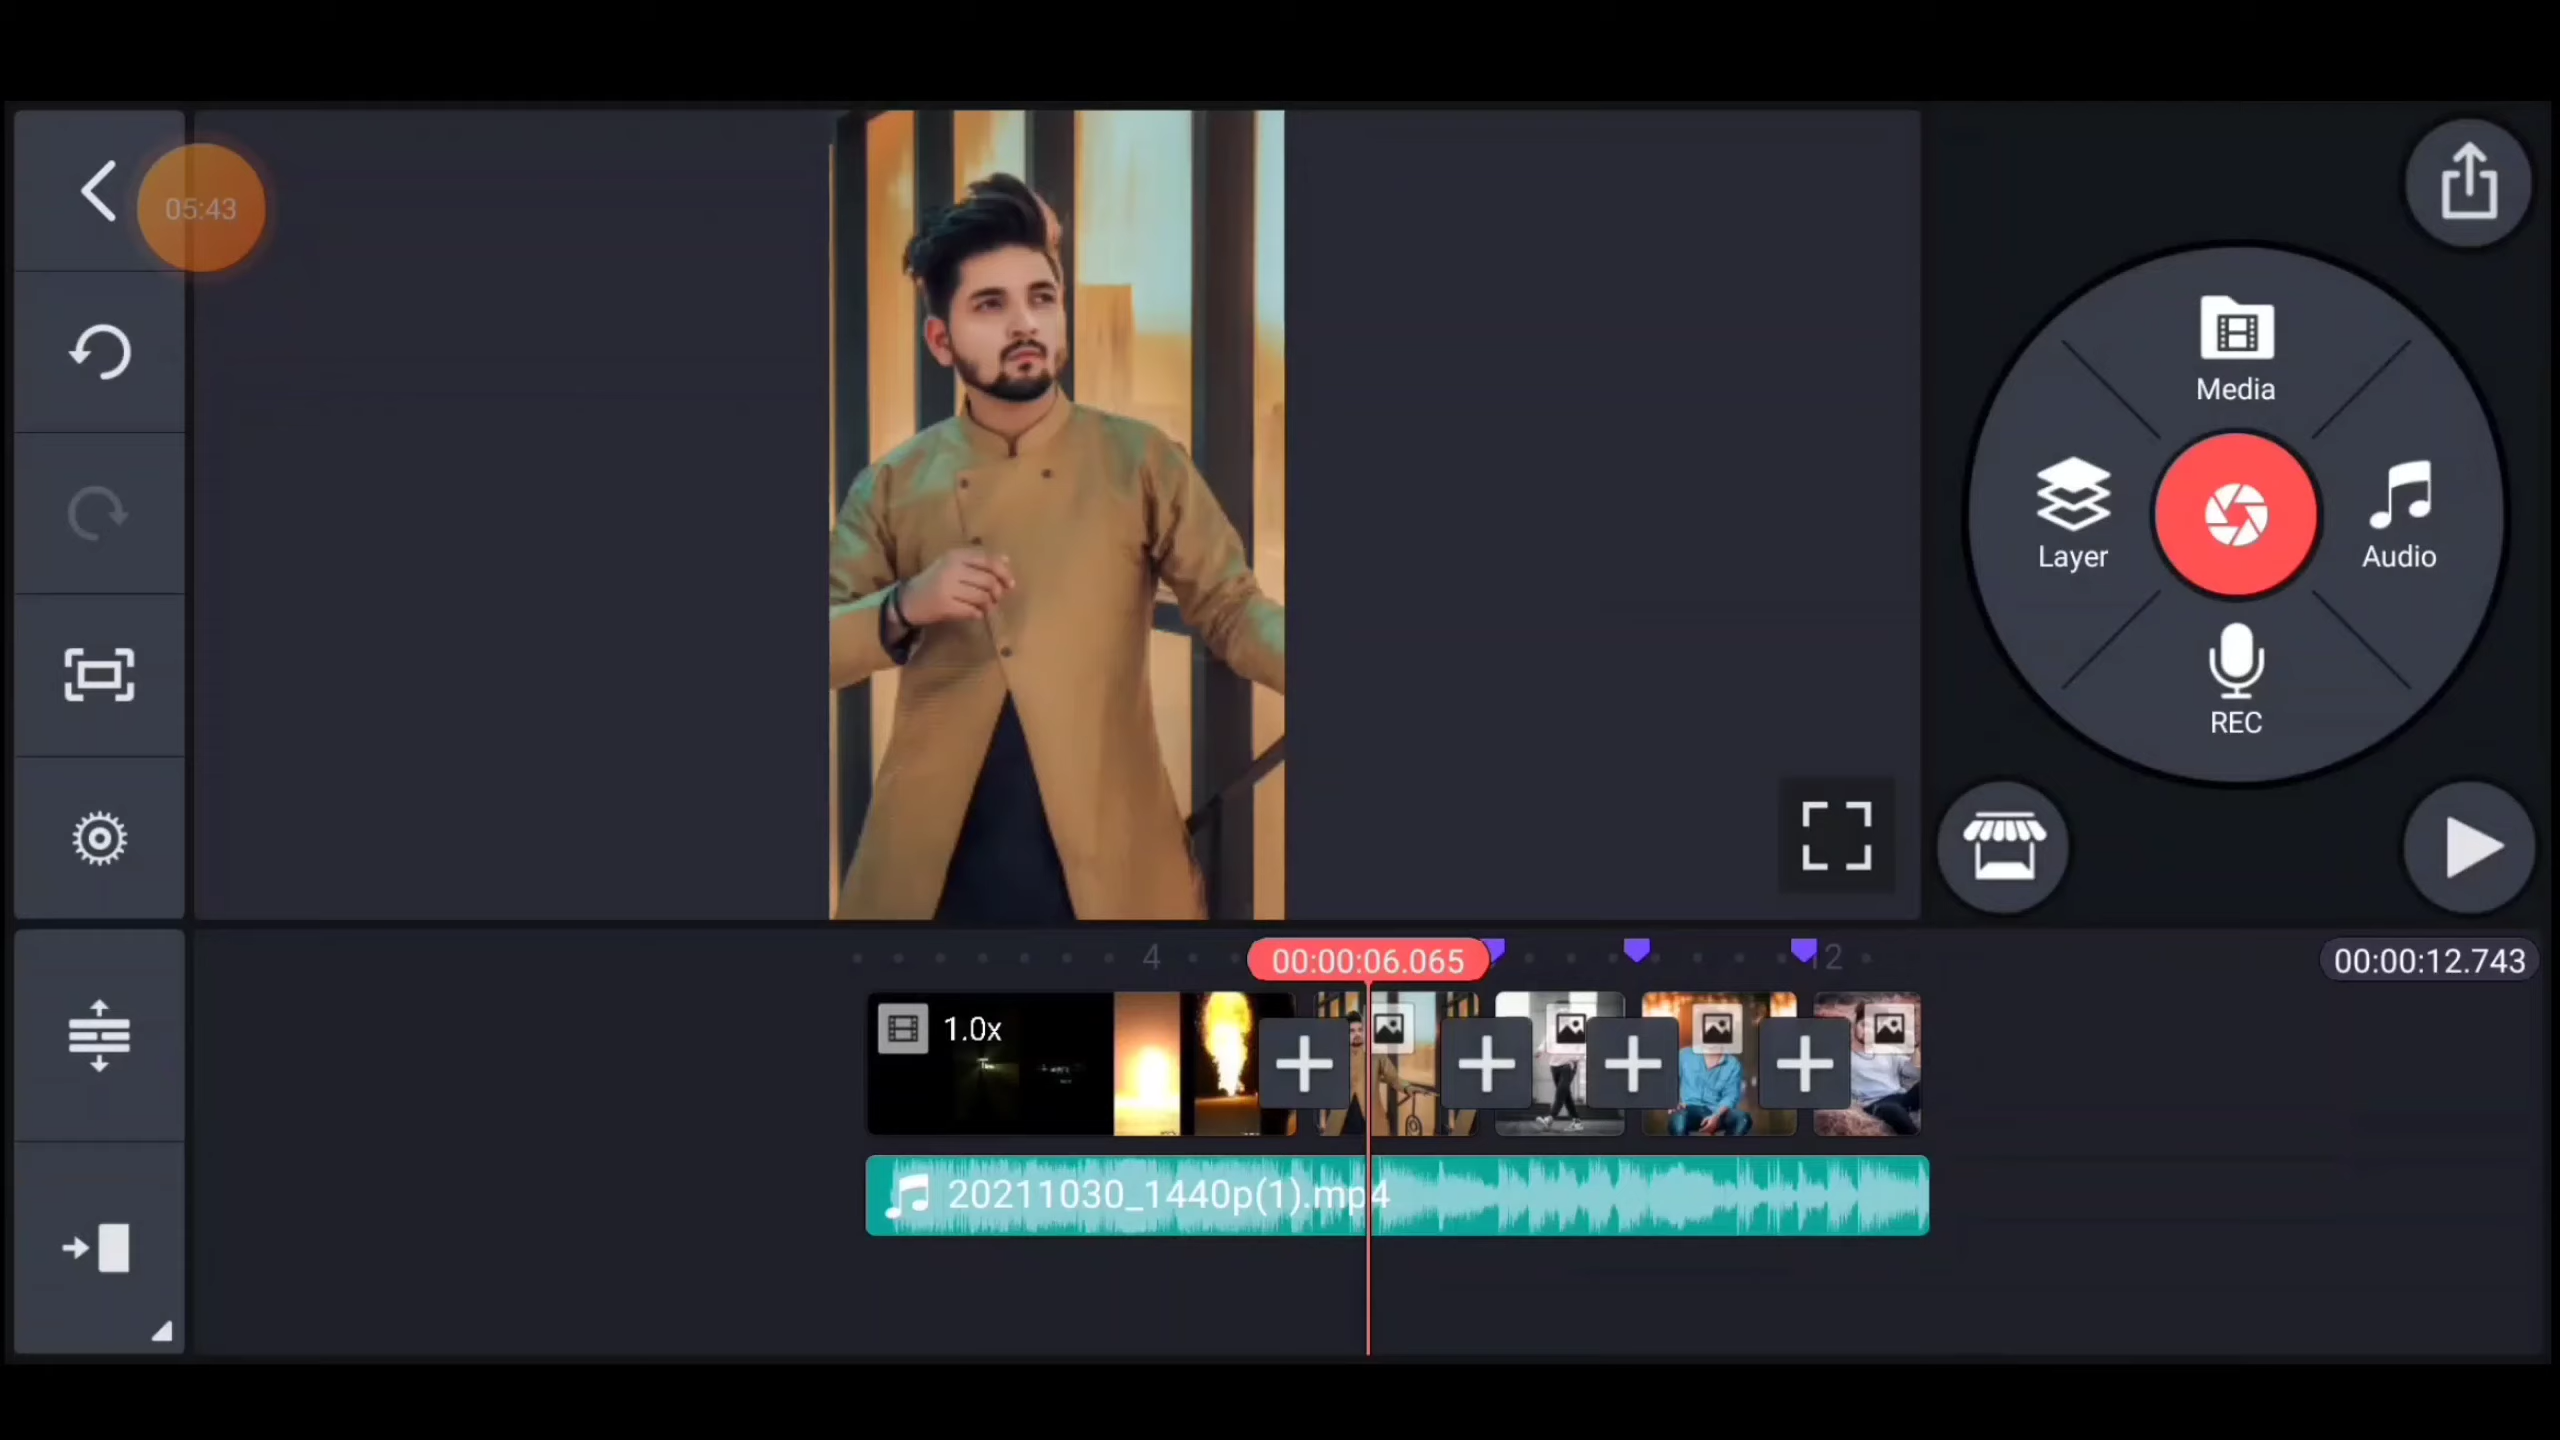 05:43
Media
Layer
Audio
REC
4
00:00:06.065
12
00:00:12.743
1.0x
20211030_1440p(1).mp4